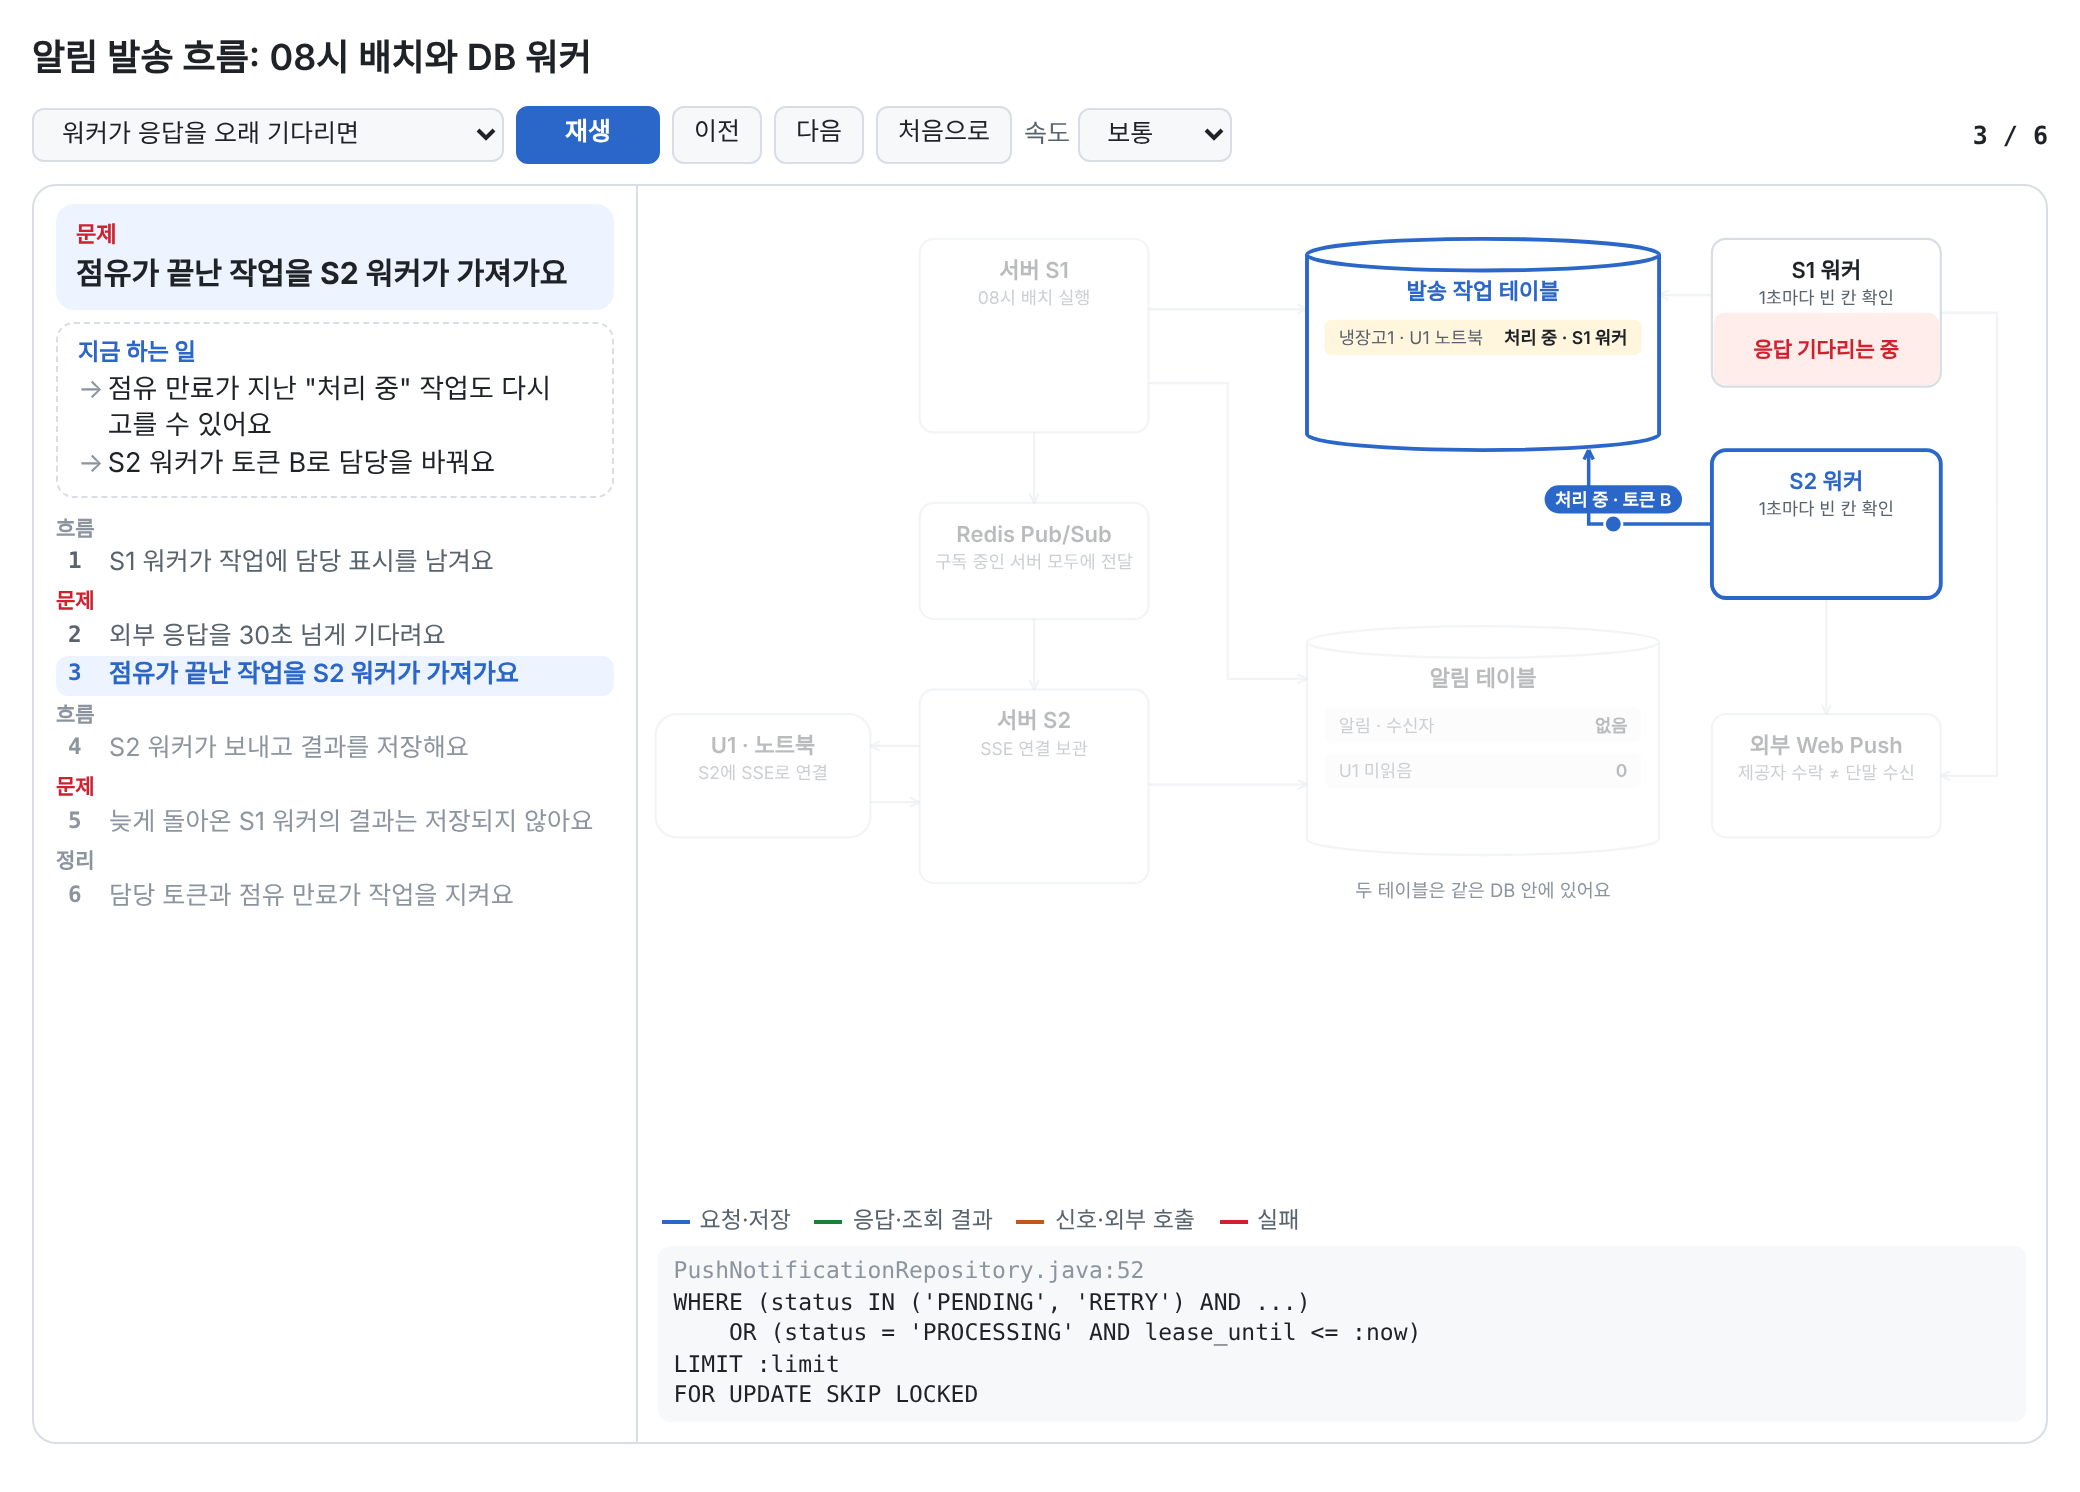 알림 발송 흐름: 08시 배치와 DB 워커
워커가 응답을 오래 기다리면
재생
이전
다음
처음으로
속도
보통
3 / 6
문제
점유가 끝난 작업을 S2 워커가 가져가요
지금 하는 일
→ 점유 만료가 지난 "처리 중" 작업도 다시
고를 수 있어요
→ S2 워커가 토큰 B로 담당을 바꿔요
흐름
1 S1 워커가 작업에 담당 표시를 남겨요
문제
2 외부 응답을 30초 넘게 기다려요
3 점유가 끝난 작업을 S2 워커가 가져가요
흐름
4 S2 워커가 보내고 결과를 저장해요
문제
5 늦게 돌아온 S1 워커의 결과는 저장되지 않아요
정리
6 담당 토큰과 점유 만료가 작업을 지켜요
서버 S1
08시 배치 실행
발송 작업 테이블
냉장고1 · U1 노트북 처리 중 · S1 워커
S1 워커
1초마다 빈 칸 확인
응답 기다리는 중
S2 워커
1초마다 빈 칸 확인
처리 중 · 토큰 B
Redis Pub/Sub
구독 중인 서버 모두에 전달
알림 테이블
알림 · 수신자 없음
U1 미읽음 0
서버 S2
SSE 연결 보관
U1 · 노트북
S2에 SSE로 연결
외부 Web Push
제공자 수락 ≠ 단말 수신
두 테이블은 같은 DB 안에 있어요
요청·저장
응답·조회 결과
신호·외부 호출
실패
PushNotificationRepository.java:52
WHERE (status IN ('PENDING', 'RETRY') AND ...)
OR (status = 'PROCESSING' AND lease_until <= :now)
LIMIT :limit
FOR UPDATE SKIP LOCKED